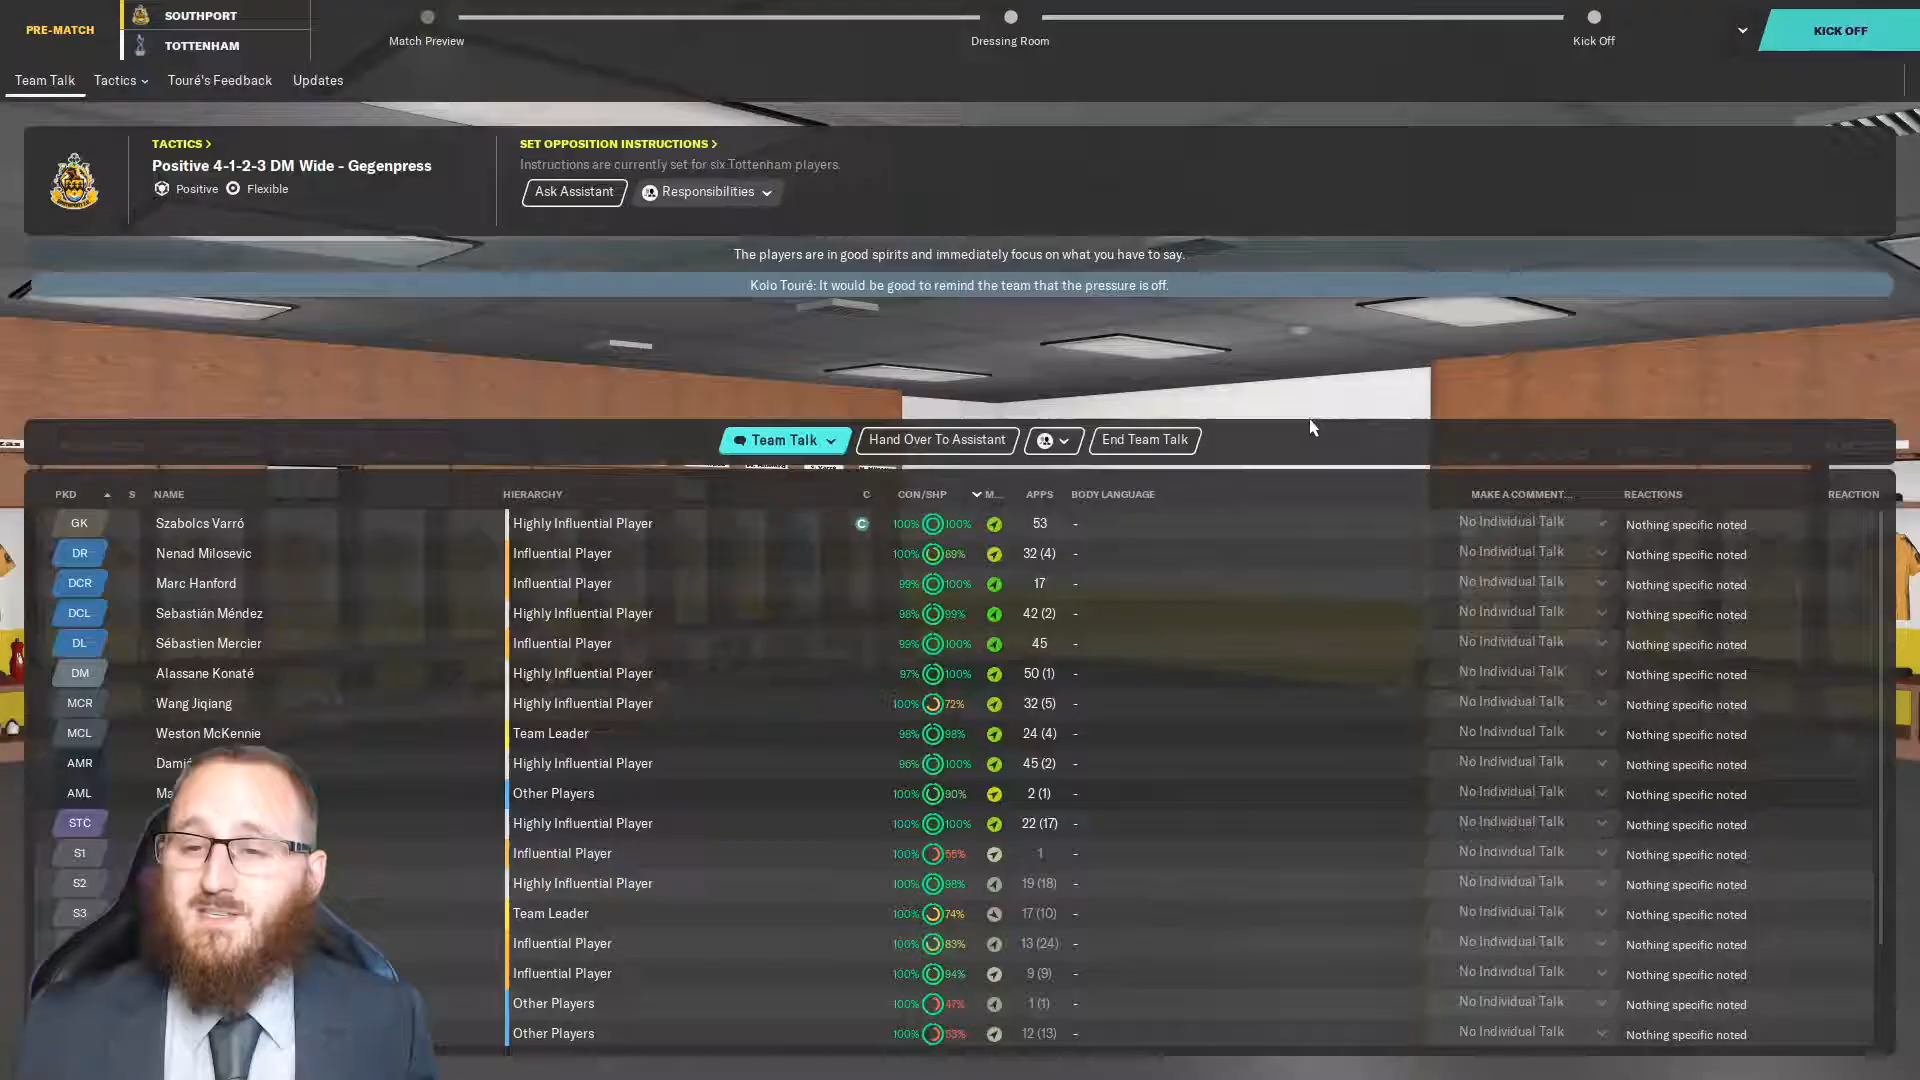 PRE-MATCH
SOUTHPORT
TOTTENHAM
Match Preview
Dressing Room
Kick Off
KICK OFF
Team Talk
Tactics
Touré's Feedback
Updates
TACTICS >
Positive 4-1-2-3 DM Wide - Gegenpress
Positive Flexible
SET OPPOSITION INSTRUCTIONS >
Instructions are currently set for six Tottenham players.
Ask Assistant
Responsibilities
The players are in good spirits and immediately focus on what you have to say.
Kolo Touré: It would be good to remind the team that the pressure is off.
Team Talk
Hand Over To Assistant
End Team Talk
PKD S NAME HIERARCHY C CON/SHP M... APPS BODY LANGUAGE MAKE A COMMENT... REACTIONS REACTION
GK Szabolcs Varró Highly Influential Player C 100% 100% 53 - No Individual Talk Nothing specific noted
DR Nenad Milosevic Influential Player 100% 89% 32 (4) - No Individual Talk Nothing specific noted
DCR Marc Hanford Influential Player 99% 100% 17 - No Individual Talk Nothing specific noted
DCL Sebastián Méndez Highly Influential Player 98% 99% 42 (2) - No Individual Talk Nothing specific noted
DL Sébastien Mercier Influential Player 99% 100% 45 - No Individual Talk Nothing specific noted
DM Alassane Konaté Highly Influential Player 97% 100% 50 (1) - No Individual Talk Nothing specific noted
MCR Wang Jiqiang Highly Influential Player 100% 72% 32 (5) - No Individual Talk Nothing specific noted
MCL Weston McKennie Team Leader 98% 98% 24 (4) - No Individual Talk Nothing specific noted
AMR Highly Influential Player 96% 100% 45 (2) - No Individual Talk Nothing specific noted
AML Other Players 100% 90% 2 (1) - No Individual Talk Nothing specific noted
STC Highly Influential Player 100% 100% 22 (17) - No Individual Talk Nothing specific noted
S1 Influential Player 100% 55% 1 - No Individual Talk Nothing specific noted
S2 Highly Influential Player 100% 98% 19 (18) - No Individual Talk Nothing specific noted
S3 Team Leader 100% 74% 17 (10) - No Individual Talk Nothing specific noted
Influential Player 100% 83% 13 (24) - No Individual Talk Nothing specific noted
Influential Player 100% 94% 9 (9) - No Individual Talk Nothing specific noted
Other Players 100% 47% 1 (1) - No Individual Talk Nothing specific noted
Other Players 100% 53% 12 (13) - No Individual Talk Nothing specific noted